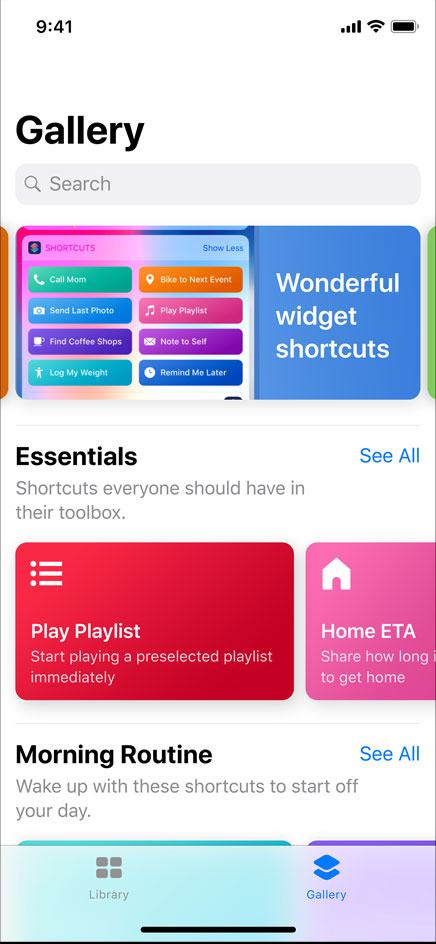 9:41
Gallery
Search
SHORTCUTS Show Less
Call Mom Bike to Next Event
Send Last Photo Play Playlist
Find Coffee Shops Note to Self
Log My Weight Remind Me Later
Wonderful
widget
shortcuts
Essentials See All
Shortcuts everyone should have in
their toolbox.
Play Playlist
Start playing a preselected playlist
immediately
Home ETA
Share how long i
to get home
Morning Routine See All
Wake up with these shortcuts to start off
your day.
Library Gallery